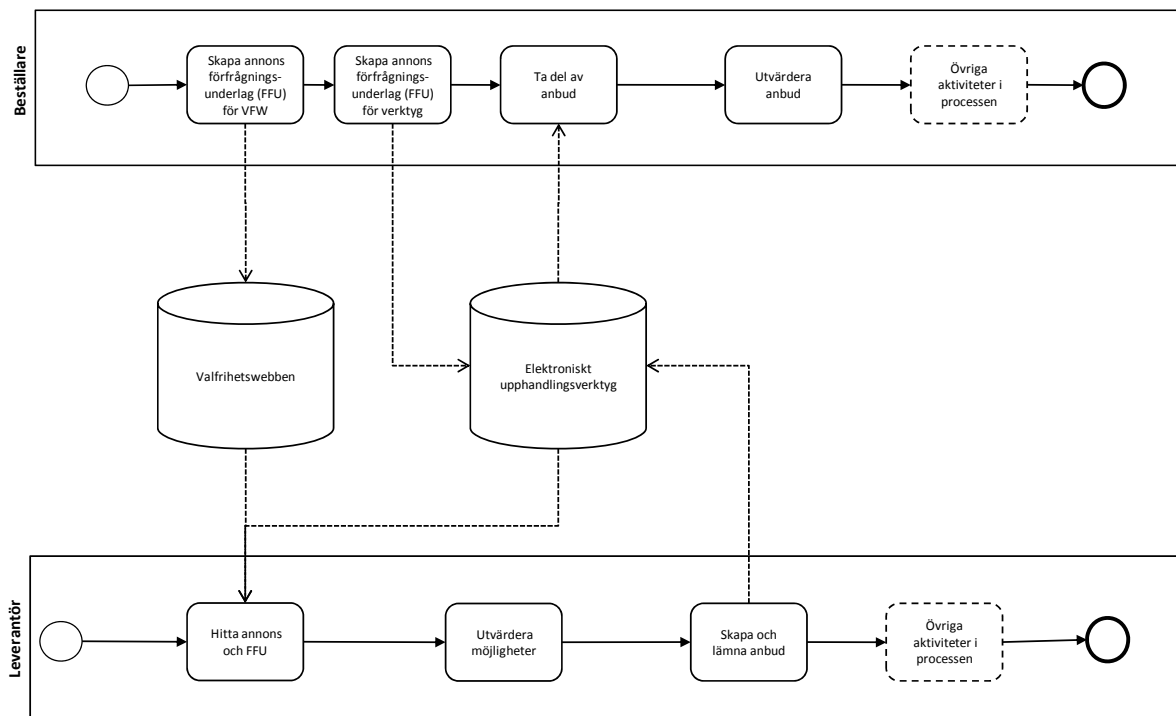 Beställare
Skapa annons
förfrågnings-
underlag (FFU)
för VFW
Skapa annons
förfrågnings-
underlag (FFU)
för verktyg
Ta del av
anbud
Utvärdera
anbud
Övriga
aktiviteter i
processen
Valfrihetswebben
Elektroniskt
upphandlingsverktyg
Leverantör
Hitta annons
och FFU
Utvärdera
möjligheter
Skapa och
lämna anbud
Övriga
aktiviteter i
processen